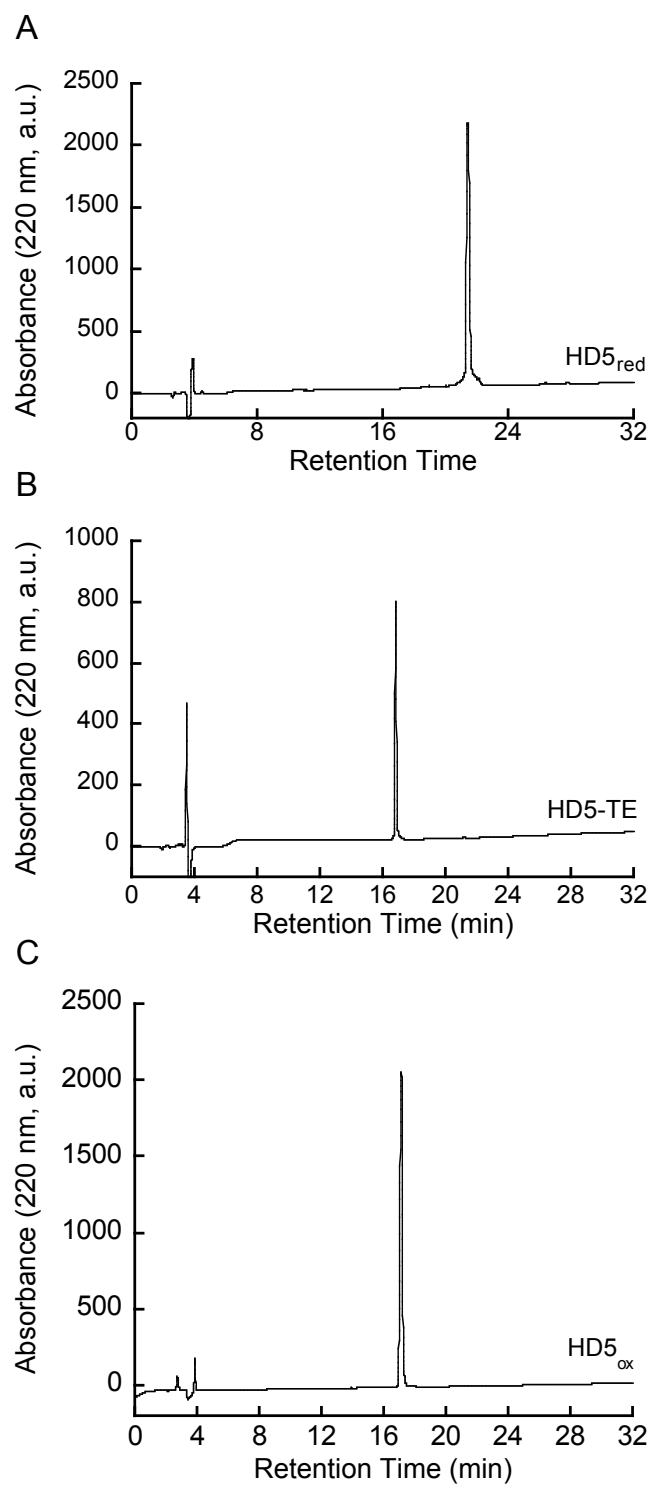 A
Absorbance (220 nm, a.u.)
2500
2000
1500
1000
500
0
HD5red
0 8 16 24 32
Retention Time
B
Absorbance (220 nm, a.u.)
1000
800
600
400
200
0
HD5-TE
0 4 8 12 16 20 24 28 32
Retention Time (min)
C
Absorbance (220 nm, a.u.)
2500
2000
1500
1000
500
0
HD5ox
0 4 8 12 16 20 24 28 32
Retention Time (min)